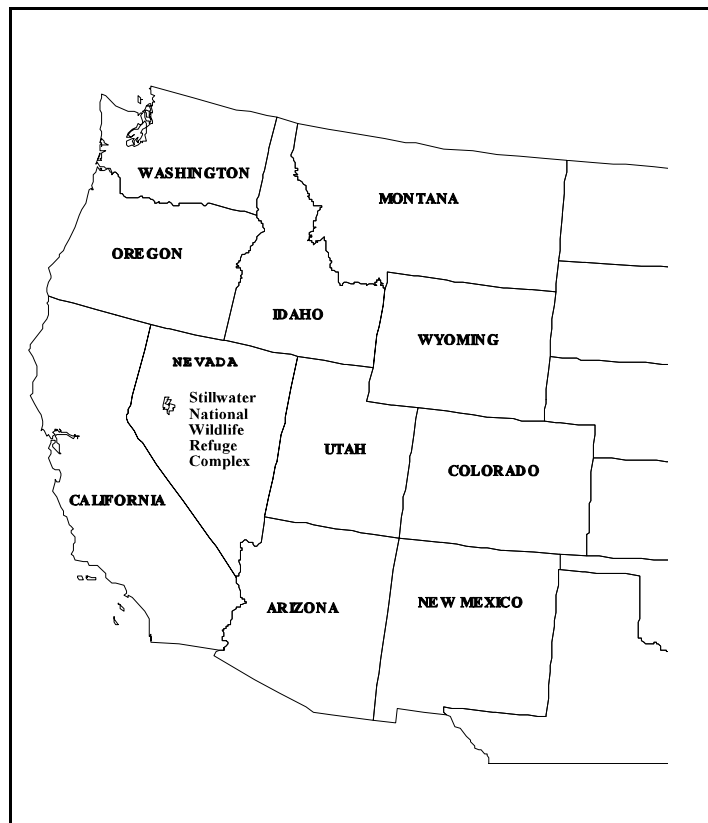 WASHINGTON
MONTANA
OREGON
IDAHO
WYOMING
NEVADA
Stillwater
National
Wildlife
Refuge
Complex
UTAH
COLORADO
CALIFORNIA
ARIZONA
NEW MEXICO